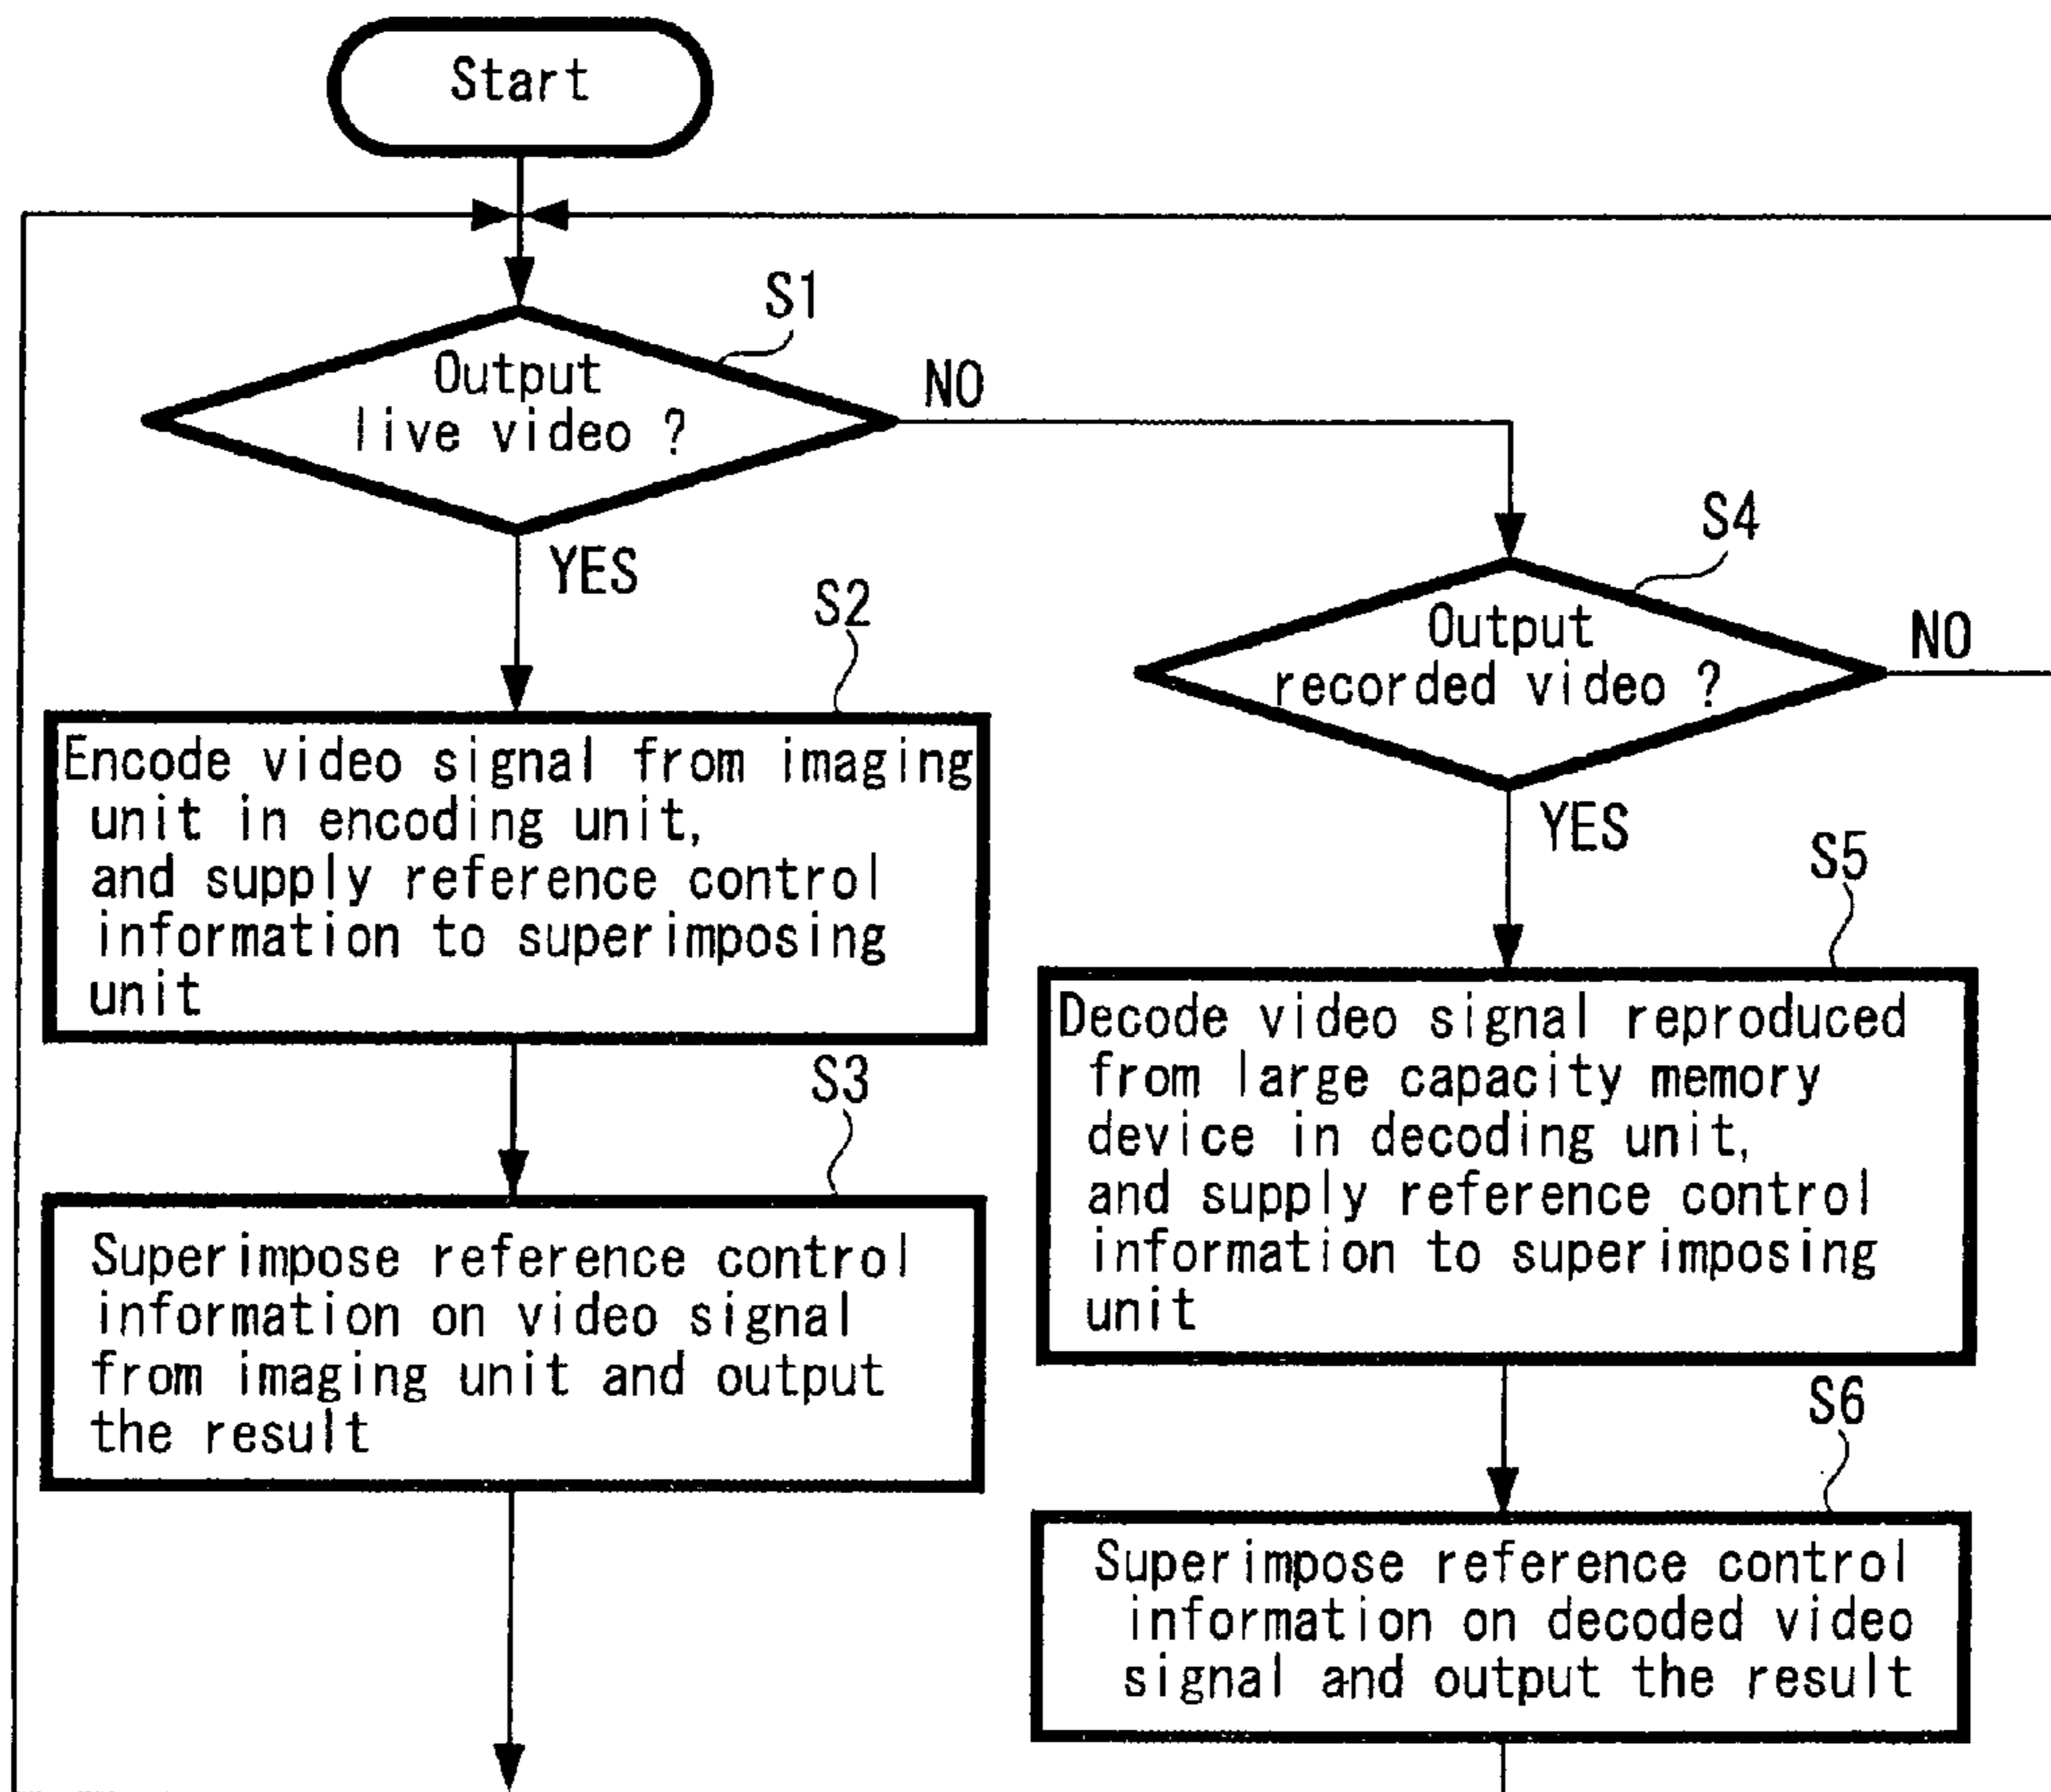 Start
S1
Output
live video ?
NO
YES
S2
Encode video signal from imaging
unit in encoding unit,
and supply reference control
information to superimposing
unit
S3
Superimpose reference control
information on video signal
from imaging unit and output
the result
S4
Output
recorded video ?
NO
YES
S5
Decode video signal reproduced
from large capacity memory
device in decoding unit,
and supply reference control
information to superimposing
unit
S6
Superimpose reference control
information on decoded video
signal and output the result